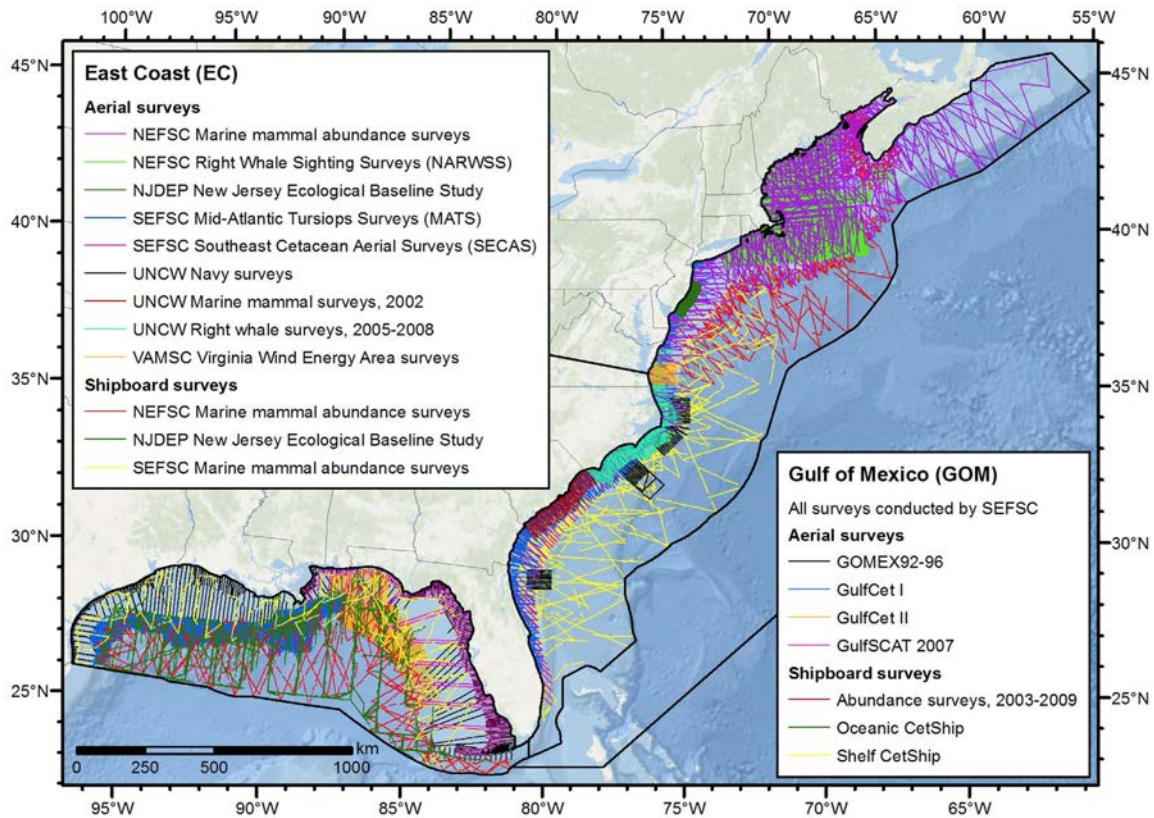 100°W 95°W 90°W 85°W 80°W 75°W 70°W 65°W 60°W 55°W
45°N
40°N
35°N
30°N
25°N
East Coast (EC)
Aerial surveys
NEFSC Marine mammal abundance surveys
NEFSC Right Whale Sighting Surveys (NARWSS)
NJDEP New Jersey Ecological Baseline Study
SEFSC Mid-Atlantic Tursiops Surveys (MATS)
SEFSC Southeast Cetacean Aerial Surveys (SECAS)
UNCW Navy surveys
UNCW Marine mammal surveys, 2002
UNCW Right whale surveys, 2005-2008
VAMSC Virginia Wind Energy Area surveys
Shipboard surveys
NEFSC Marine mammal abundance surveys
NJDEP New Jersey Ecological Baseline Study
SEFSC Marine mammal abundance surveys
45°N
40°N
35°N
30°N
25°N
Gulf of Mexico (GOM)
All surveys conducted by SEFSC
Aerial surveys
GOMEX92-96
GulfCet I
GulfCet II
GulfSCAT 2007
Shipboard surveys
Abundance surveys, 2003-2009
Oceanic CetShip
Shelf CetShip
km
0 250 500 1000
95°W 90°W 85°W 80°W 75°W 70°W 65°W